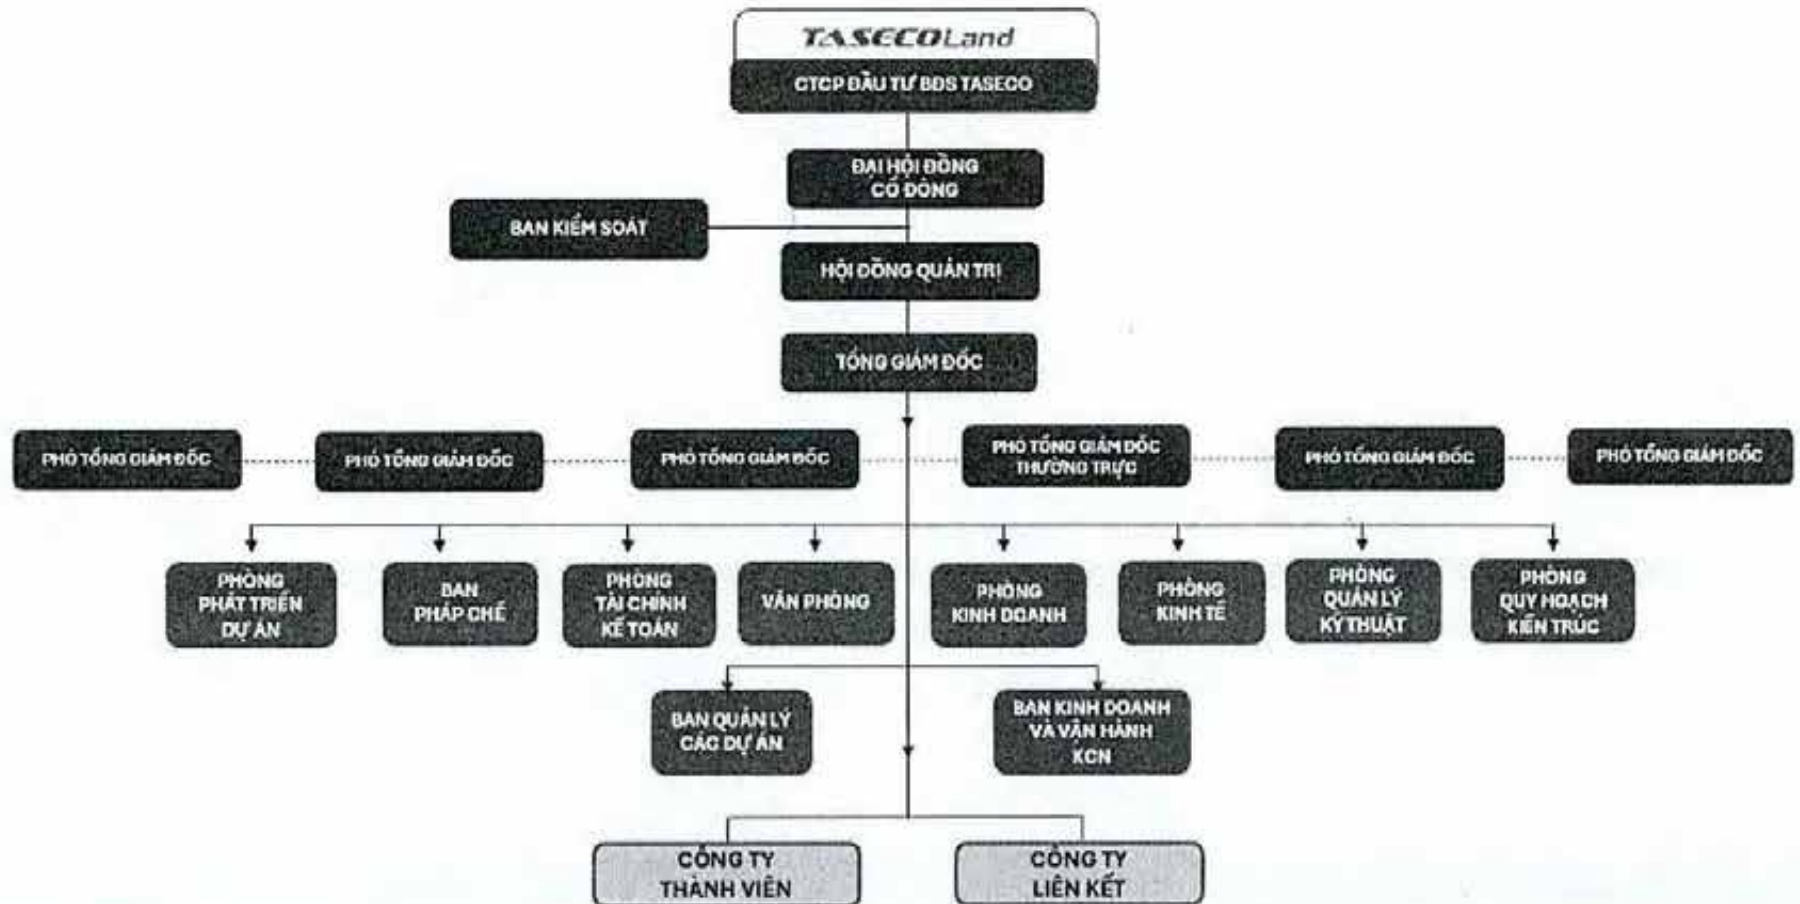 TASECOLand
CTCP ĐẦU TƯ BĐS TASECO
ĐẠI HỘI ĐỒNG
CỔ ĐÔNG
BAN KIỂM SOÁT
HỘI ĐỒNG QUẢN TRỊ
TỔNG GIÁM ĐỐC
PHÓ TỔNG GIÁM ĐỐC
PHÓ TỔNG GIÁM ĐỐC
PHÓ TỔNG GIÁM ĐỐC
PHÓ TỔNG GIÁM ĐỐC
THƯỜNG TRỰC
PHÓ TỔNG GIÁM ĐỐC
PHÓ TỔNG GIÁM ĐỐC
PHÒNG
PHÁT TRIỂN
DỰ ÁN
BAN
PHÁP CHẾ
PHÒNG
TÀI CHÍNH
KẾ TOÁN
VĂN PHÒNG
PHÒNG
KINH DOANH
PHÒNG
KINH TẾ
PHÒNG
QUẢN LÝ
KỸ THUẬT
PHÒNG
QUY HOẠCH
KIẾN TRÚC
BAN QUẢN LÝ
CÁC DỰ ÁN
BAN KINH DOANH
VÀ VẬN HÀNH
KCN
CÔNG TY
THÀNH VIÊN
CÔNG TY
LIÊN KẾT